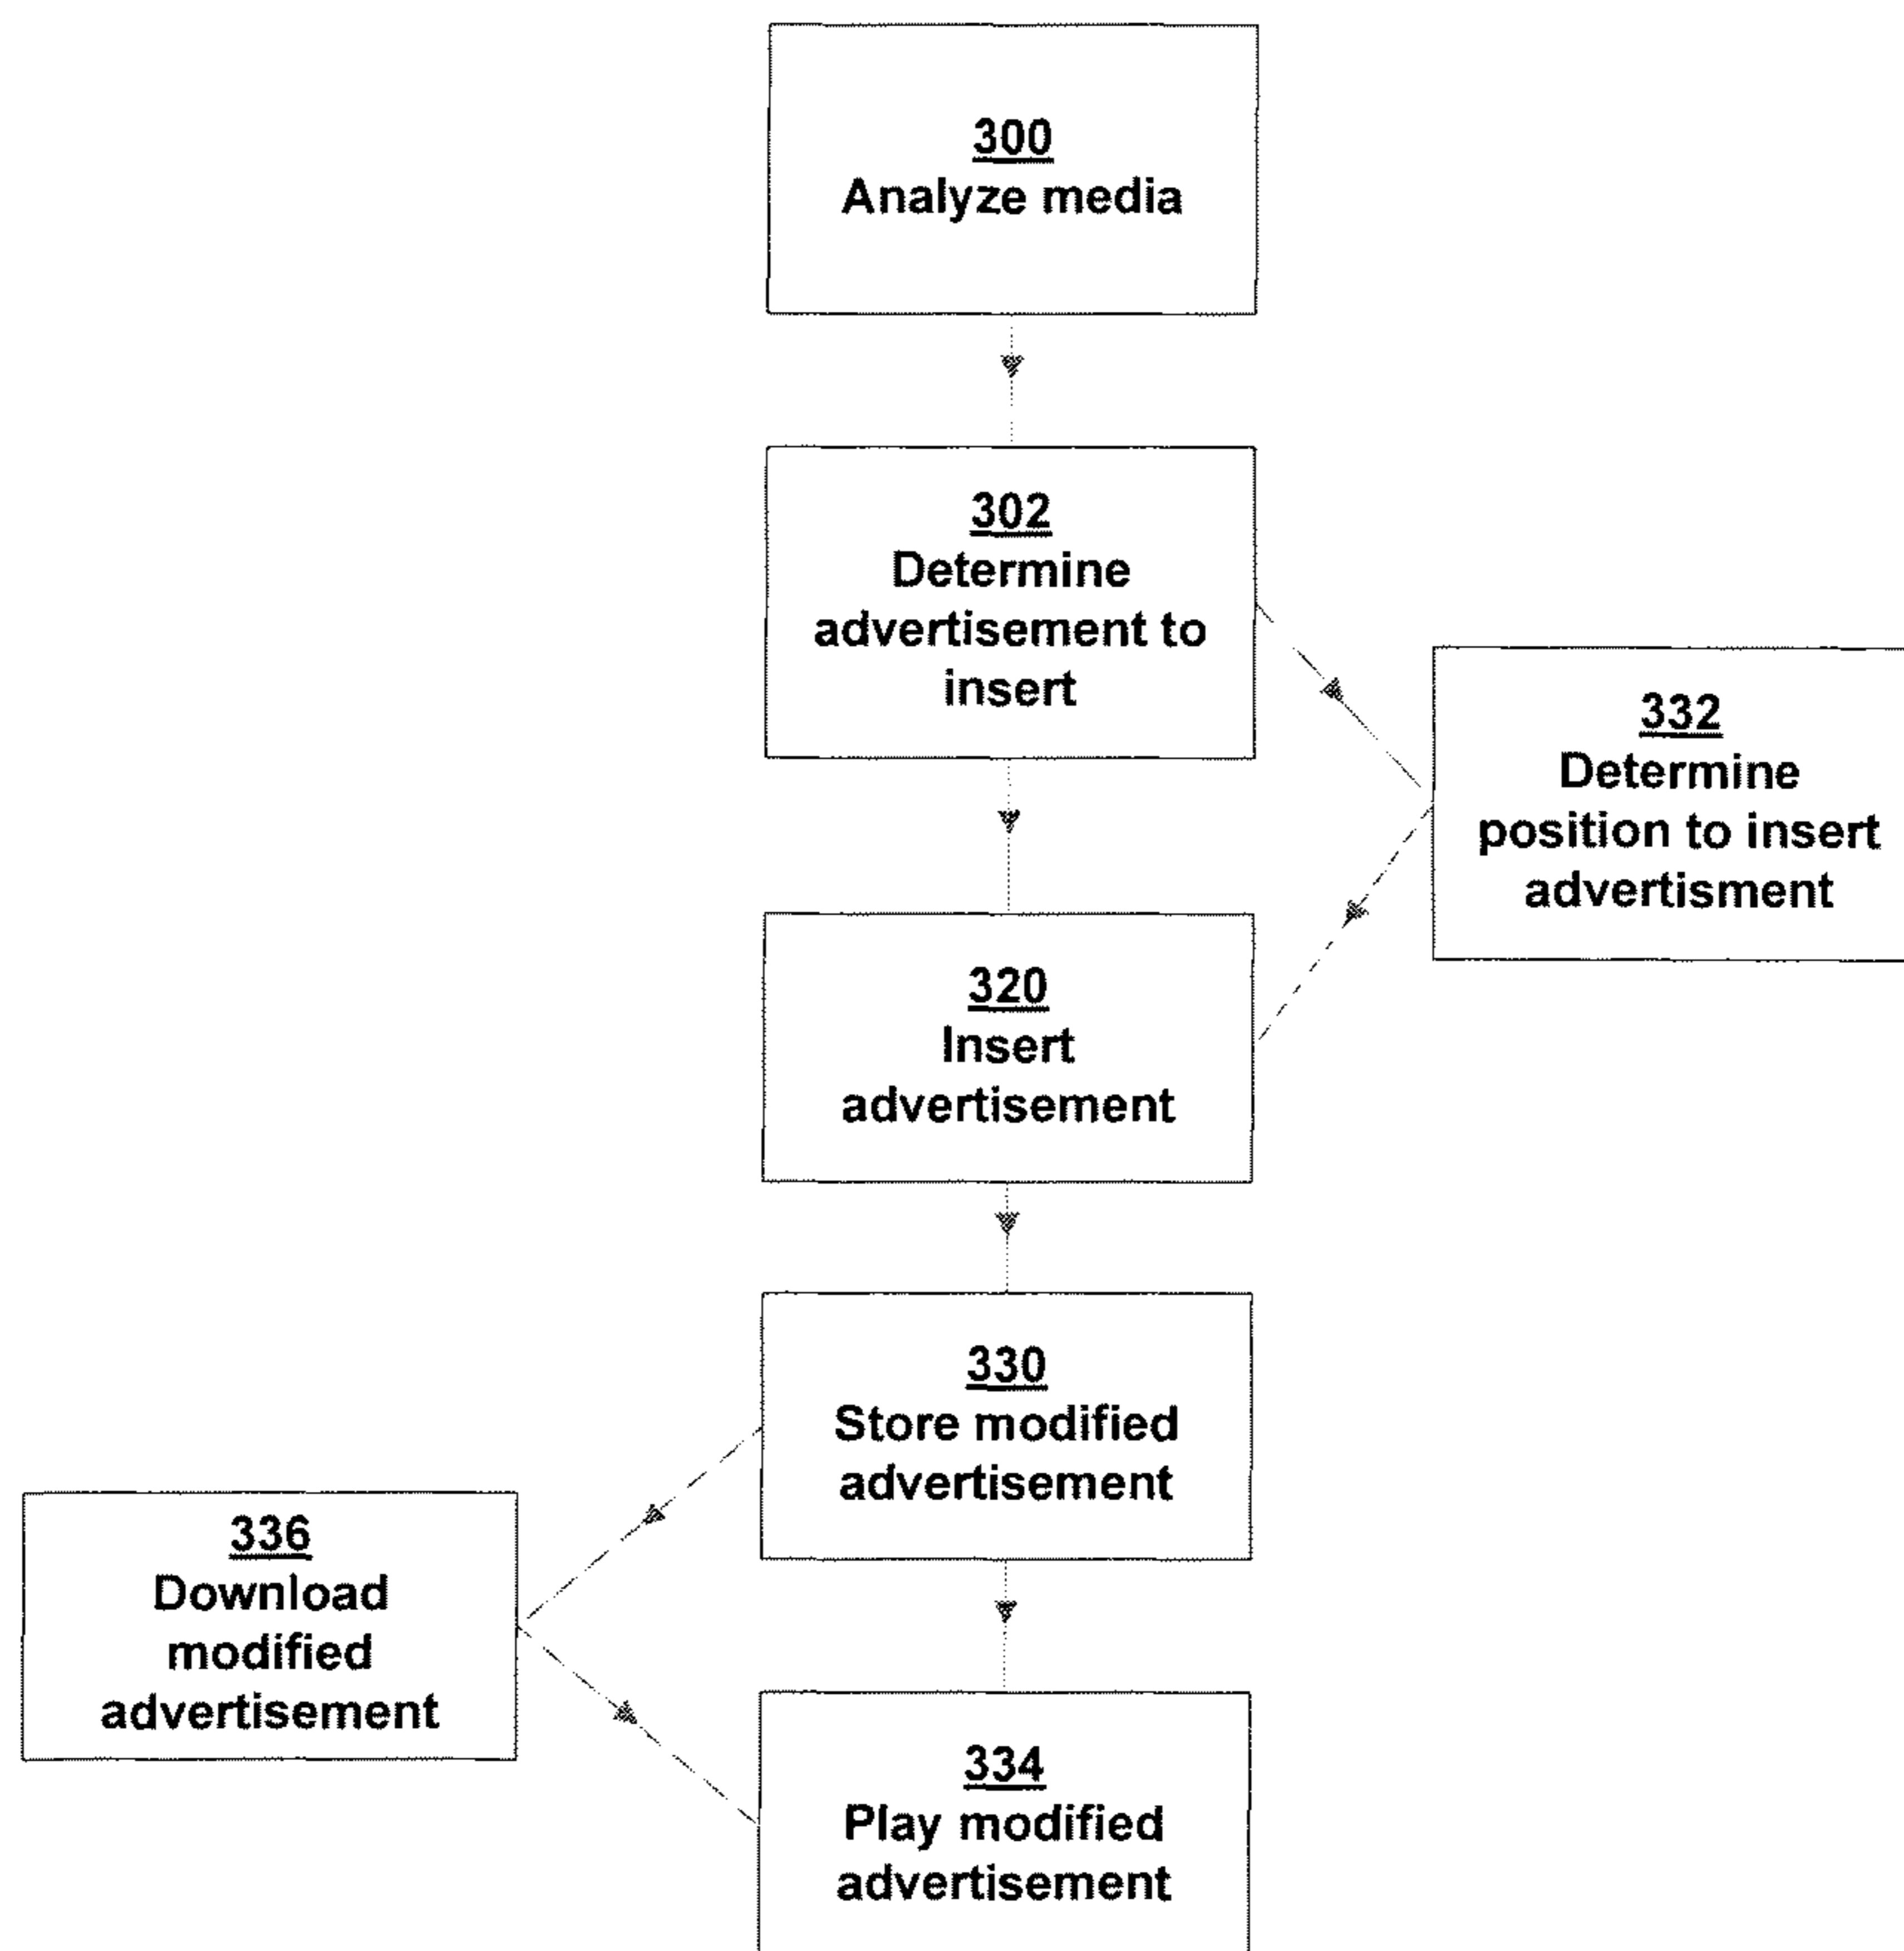 300
Analyze media
302
Determine
advertisement to
insert
332
Determine
position to insert
advertisment
320
Insert
advertisement
330
Store modified
advertisement
336
Download
modified
advertisement
334
Play modified
advertisement